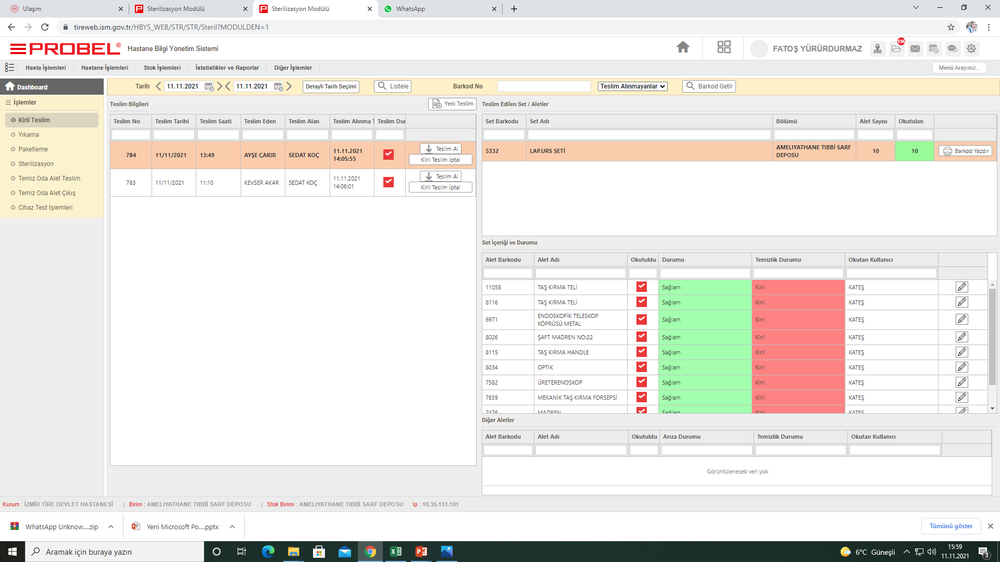 Ulaşım
Sterilizasyon Modülü
Sterilizasyon Modülü
WhatsApp
tireweb.ism.gov.tr/HBYS_WEB/STR/STR/Steril?MODULDEN=1
PROBEL® Hastane Bilgi Yönetim Sistemi
FATOŞ YÜRÜRDURMAZ
196
Hasta İşlemleri Hastane İşlemleri Stok İşlemleri İstatistikler ve Raporlar Diğer İşlemler
Menü Arayınız...
Dashboard
İşlemler
Kirli Teslim
Yıkama
Paketleme
Sterilizasyon
Temiz Oda Alet Teslim
Temiz Oda Alet Çıkış
Cihaz Test İşlemleri
Tarih 11.11.2021 11.11.2021 Detaylı Tarih Seçimi Listele Barkod No Teslim Alınmayanlar Barkod Getir
Teslim Bilgileri Yeni Teslim
Teslim No Teslim Tarihi Teslim Saati Teslim Eden Teslim Alan Teslim Alınma T Teslim Dur
784 11/11/2021 13:49 AYŞE ÇAKIR SEDAT KOÇ 11.11.2021 14:05:55 Teslim Al
Kirli Teslim İptal
783 11/11/2021 11:10 KEVSER AKAR SEDAT KOÇ 11.11.2021 14:06:01 Teslim Al
Kirli Teslim İptal
Teslim Edilen Set / Aletler
Set Barkodu Set Adı Bölümü Alet Sayısı Okutulan
5332 LAP.URS SETİ AMELIYATHANE TIBBİ SARF DEPOSU 10 10 Barkod Yazdır
Set İçeriği ve Durumu
Alet Barkodu Alet Adı Okutuldu Durumu Temizlik Durumu Okutan Kullanıcı
11058 TAŞ KIRMA TELİ Sağlam Kirli KATEŞ
8116 TAŞ KIRMA TELİ Sağlam Kirli KATEŞ
6971 ENDOSKOPİK TELESKOP KÖPRÜSÜ METAL Sağlam Kirli KATEŞ
8026 ŞAFT MADREN NO:22 Sağlam Kirli KATEŞ
8115 TAŞ KIRMA HANDLE Sağlam Kirli KATEŞ
8034 OPTİK Sağlam Kirli KATEŞ
7582 ÜRETERENOSKOP Sağlam Kirli KATEŞ
7859 MEKANİK TAŞ KIRMA FORSEPSİ Sağlam Kirli KATEŞ
7476 MADREN Sağlam Kirli KATEŞ
Diğer Aletler
Alet Barkodu Alet Adı Okutuldu Arıza Durumu Temizlik Durumu Okutan Kullanıcı
Görüntülenecek veri yok
Kurum : İZMİR TİRE DEVLET HASTANESİ | Birim : AMELIYATHANE TIBBİ SARF DEPOSU | Stok Birimi : AMELIYATHANE TIBBİ SARF DEPOSU Ip : 10.35.131.101
WhatsApp Unknow....zip
Yeni Microsoft Po....pptx
Tümünü göster
Aramak için buraya yazın
6°C Güneşli
15:59
11.11.2021
3